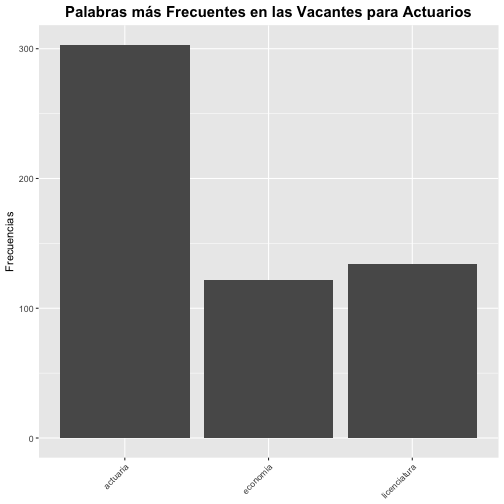 Palabras más Frecuentes en las Vacantes para Actuarios
Frecuencias
300
200
100
0
actuaria
economia
licenciatura